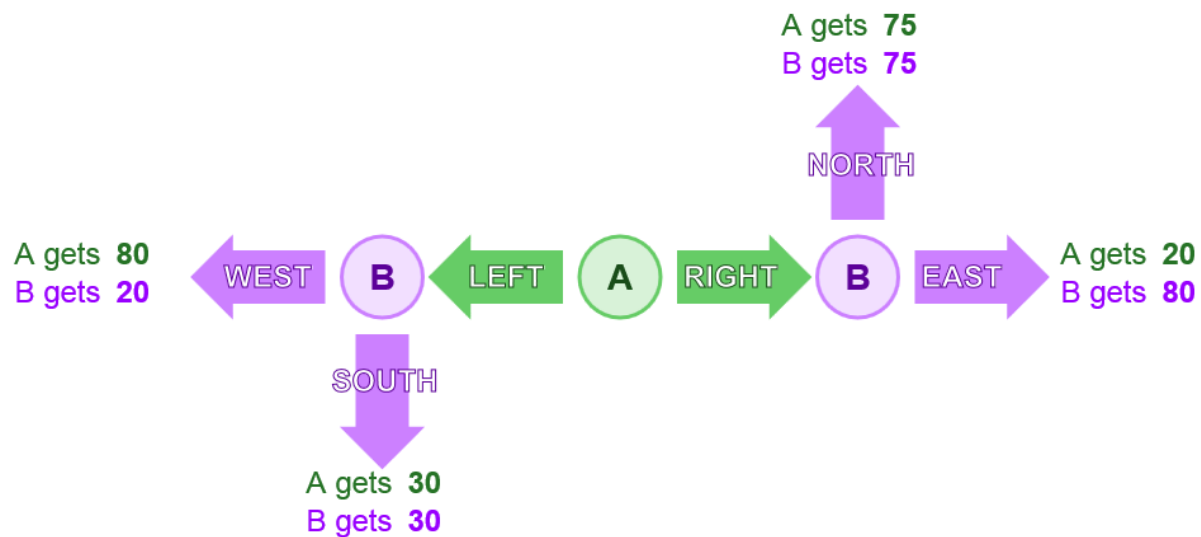 A gets 75
B gets 75
NORTH
A gets 80
B gets 20
WEST
B
LEFT
A
RIGHT
B
EAST
A gets 20
B gets 80
SOUTH
A gets 30
B gets 30